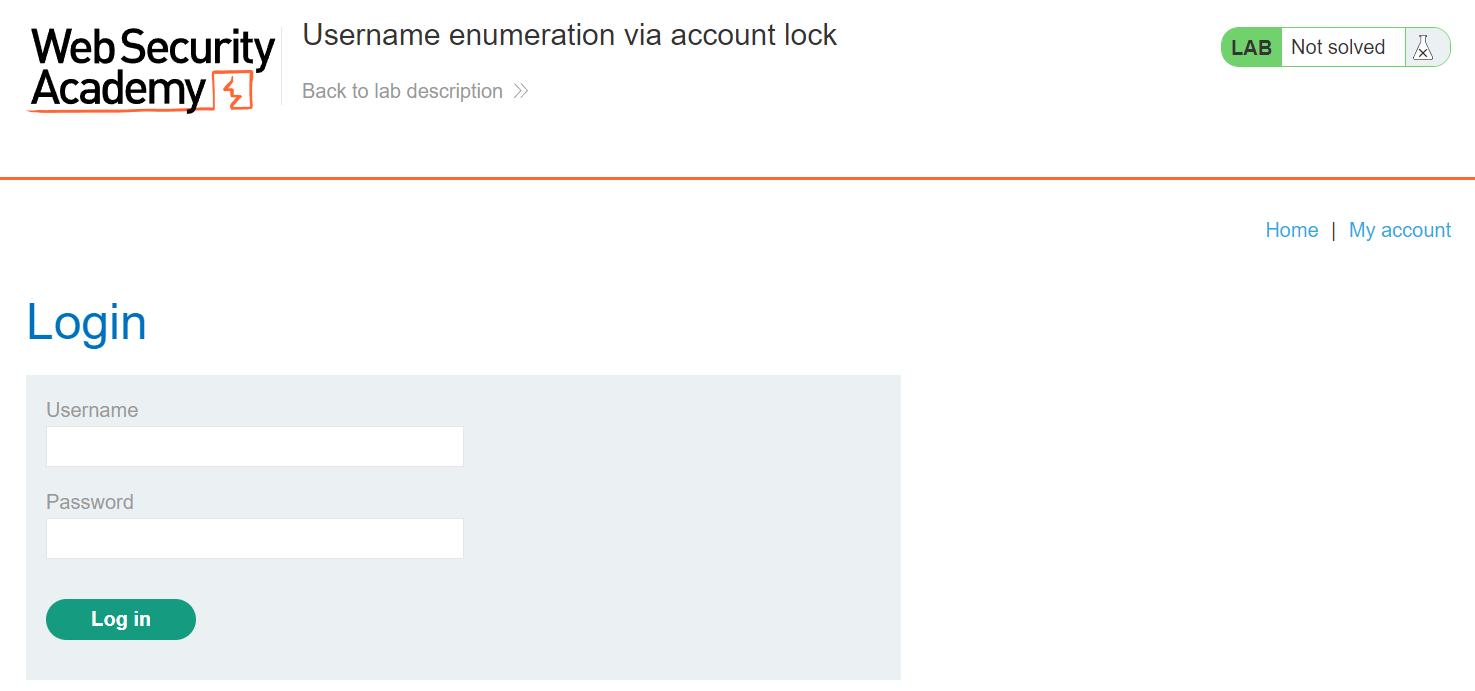 Web Security
Academy
Username enumeration via account lock
Back to lab description
LAB Not solved
Home | My account
Login
Username
Password
Log in